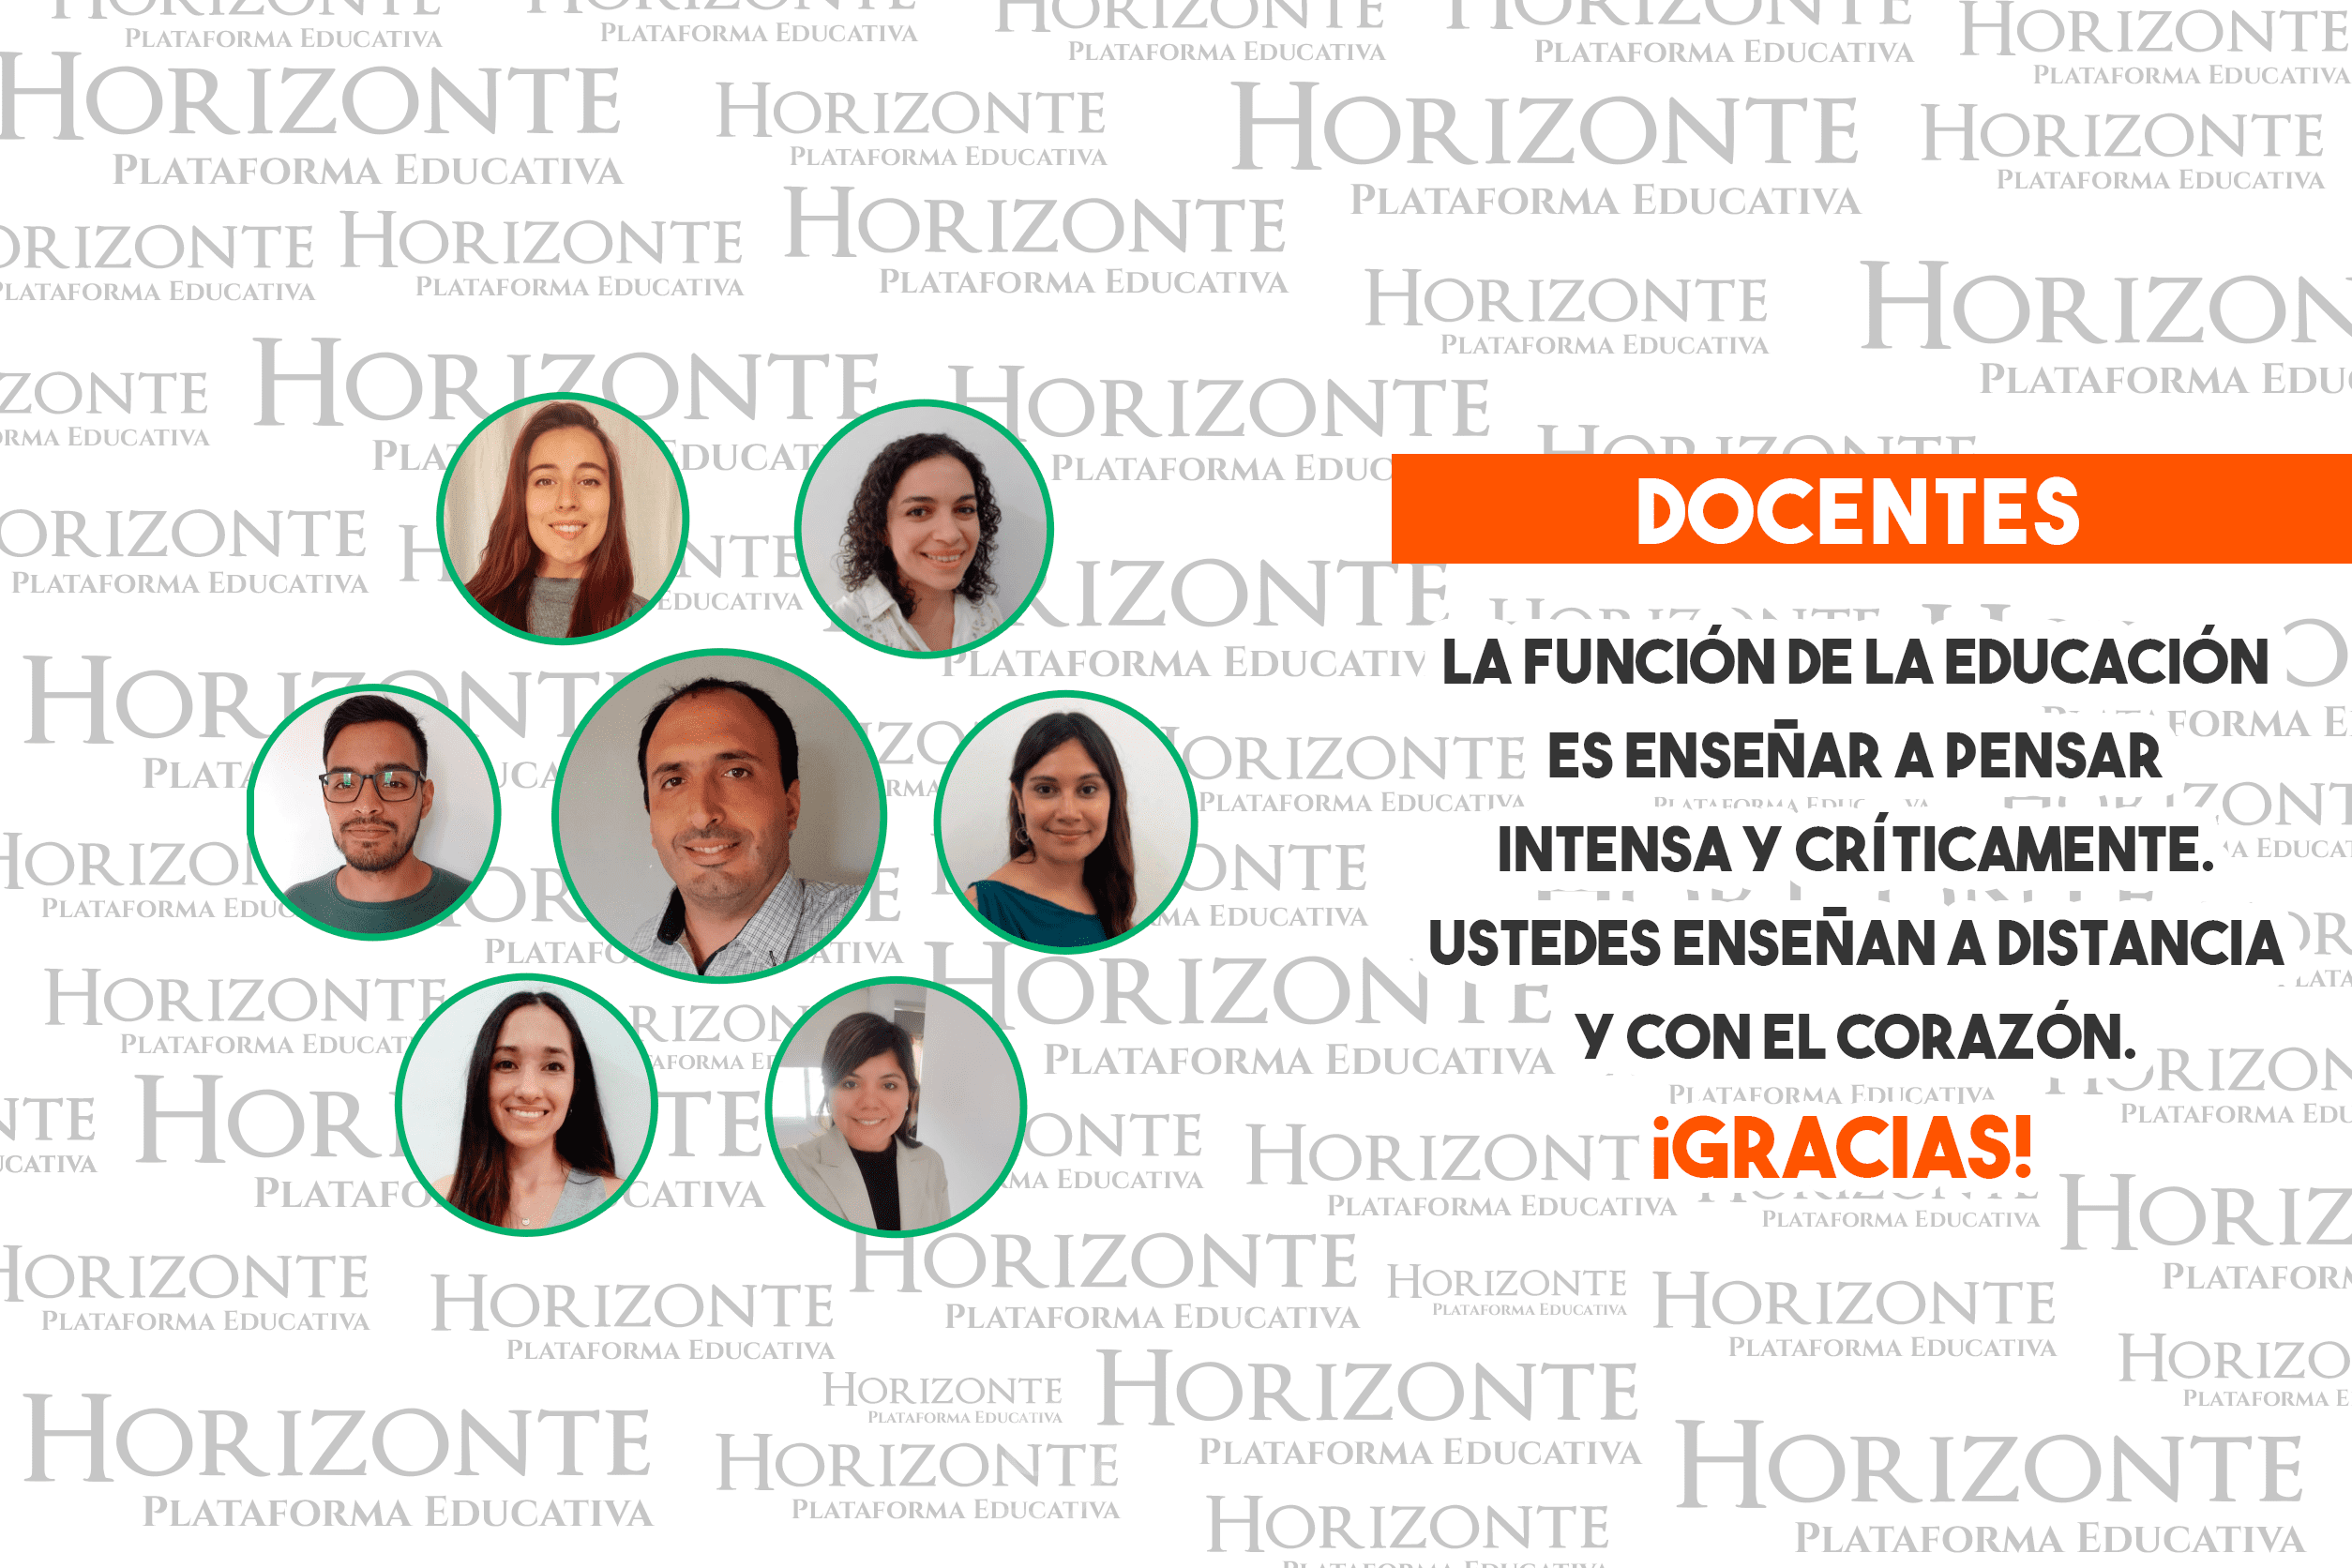 HORIZONTE
PLATAFORMA EDUCATIVA
DOCENTES
LA FUNCIÓN DE LA EDUCACIÓN
ES ENSEÑAR A PENSAR
INTENSA Y CRÍTICAMENTE.
USTEDES ENSEÑAN A DISTANCIA
Y CON EL CORAZÓN.
¡GRACIAS!